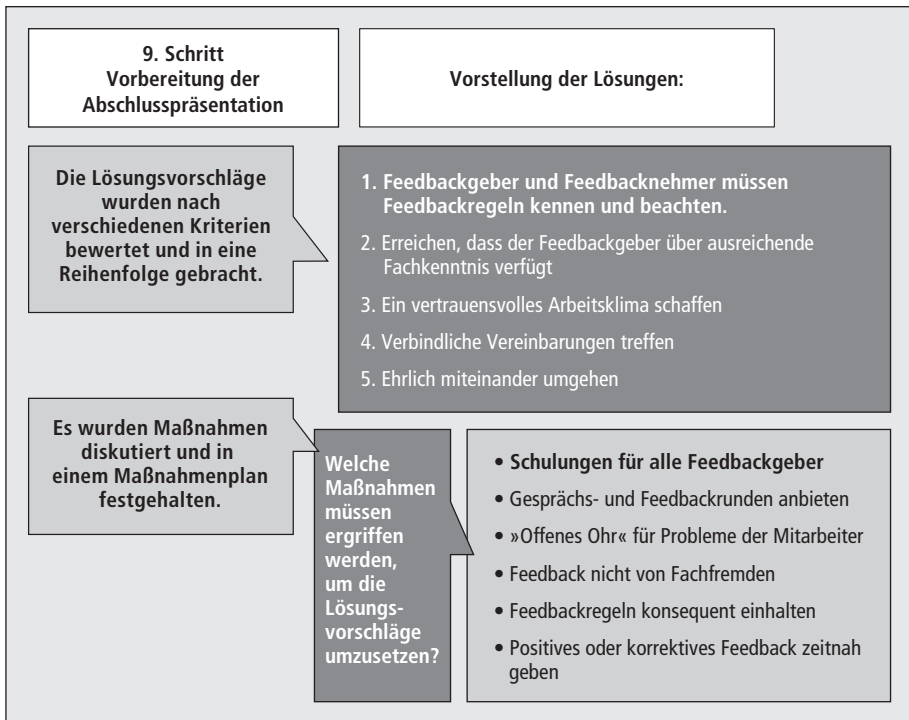 9. Schritt
Vorbereitung der
Abschlusspräsentation
Vorstellung der Lösungen:
Die Lösungsvorschläge
wurden nach
verschiedenen Kriterien
bewertet und in eine
Reihenfolge gebracht.
1. Feedbackgeber und Feedbacknehmer müssen
Feedbackregeln kennen und beachten.
2. Erreichen, dass der Feedbackgeber über ausreichende
Fachkenntnis verfügt
3. Ein vertrauensvolles Arbeitsklima schaffen
4. Verbindliche Vereinbarungen treffen
5. Ehrlich miteinander umgehen
Es wurden Maßnahmen
diskutiert und in
einem Maßnahmenplan
festgehalten.
Welche
Maßnahmen
müssen
ergriffen
werden,
um die
Lösungs-
vorschläge
umzusetzen?
• Schulungen für alle Feedbackgeber
• Gesprächs- und Feedbackrunden anbieten
• »Offenes Ohr« für Probleme der Mitarbeiter
• Feedback nicht von Fachfremden
• Feedbackregeln konsequent einhalten
• Positives oder korrektives Feedback zeitnah
geben